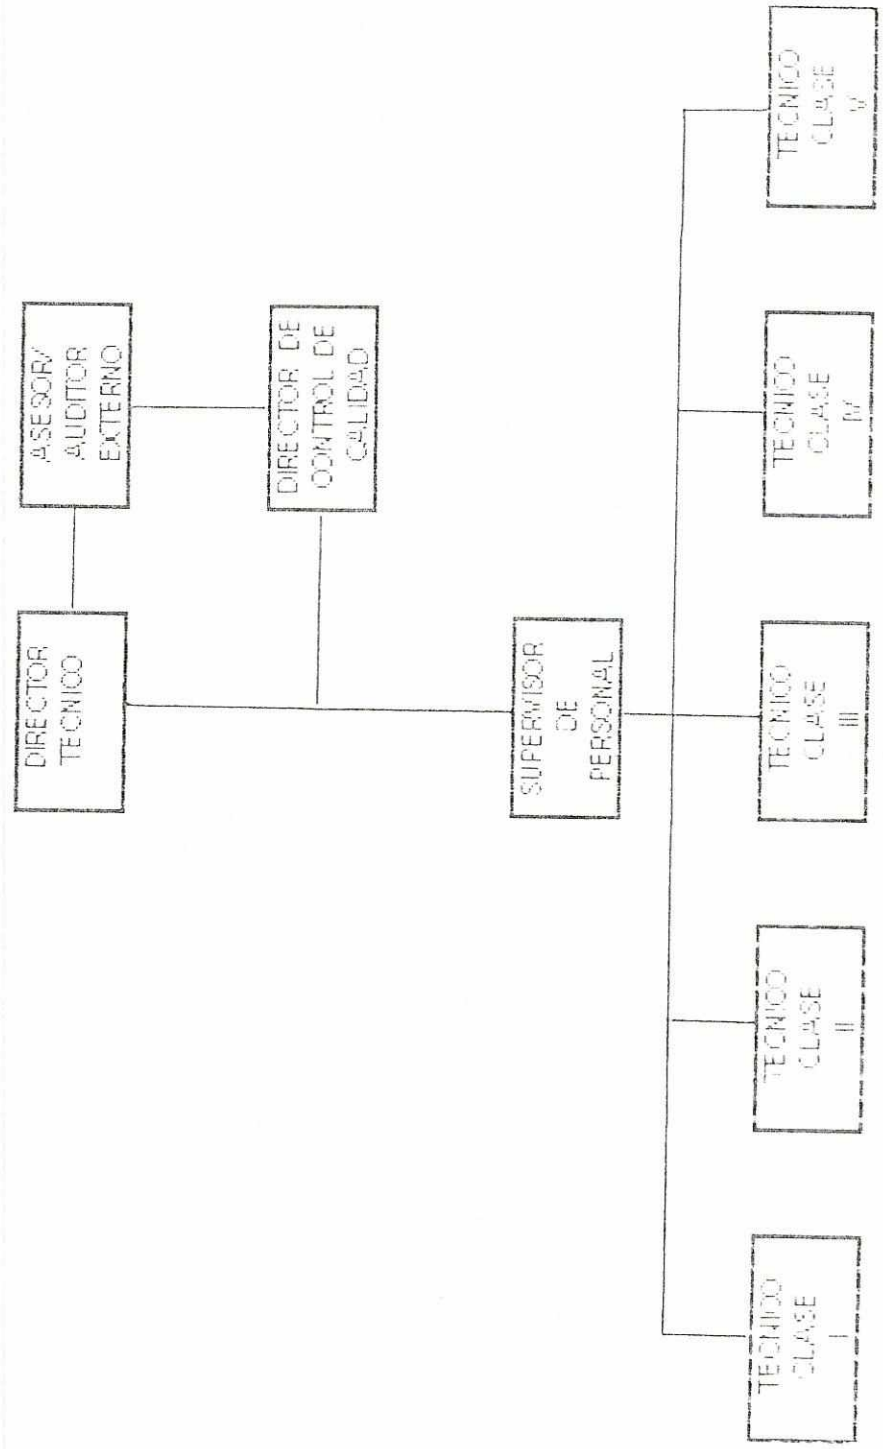 DIRECTOR
TECNICO
ASESOR/
AUDITOR
EXTERNO
DIRECTOR DE
CONTROL DE
CALIDAD
SUPERVISOR
DE
PERSONAL
TECNICO
CLASE
I
TECNICO
CLASE
II
TECNICO
CLASE
III
TECNICO
CLASE
IV
TECNICO
CLASE
V